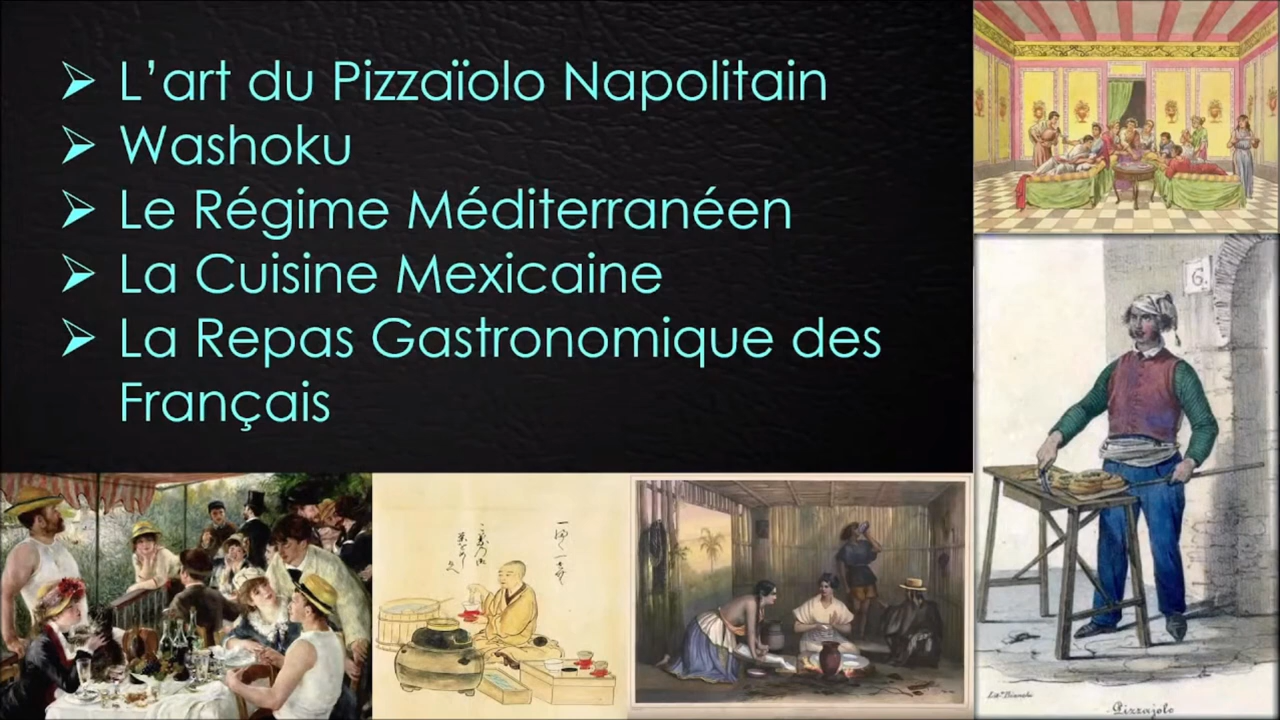 L’art du Pizzaïolo Napolitain
Washoku
Le Régime Méditerranéen
La Cuisine Mexicaine
La Repas Gastronomique des
Français
6.
Pizzajolo